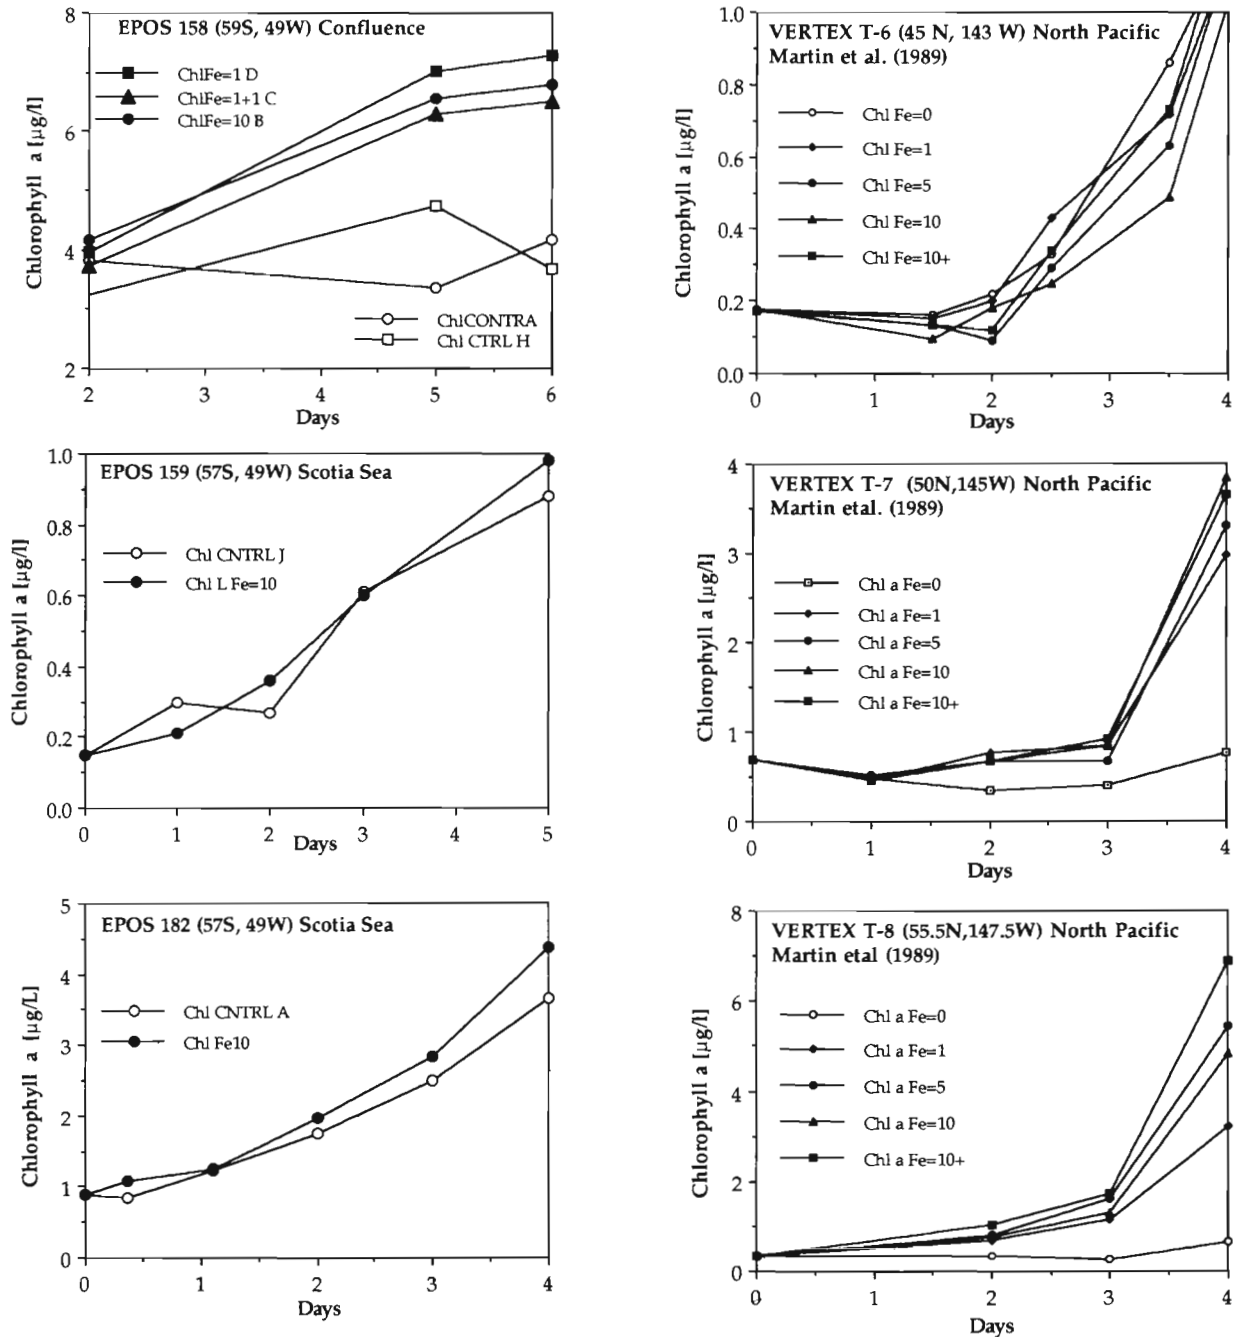 EPOS 158 (59S, 49W) Confluence
ChlFe=1 D
ChlFe=1+1 C
ChlFe=10 B
ChlCONTRA
Chl CTRL H
Chlorophyll a [µg/l]
8
6
4
2
2 3 4 5 6
Days
VERTEX T-6 (45 N, 143 W) North Pacific
Martin et al. (1989)
Chl Fe=0
Chl Fe=1
Chl Fe=5
Chl Fe=10
Chl Fe=10+
Chlorophyll a [µg/l]
1.0
0.8
0.6
0.4
0.2
0.0
0 1 2 3 4
Days
EPOS 159 (57S, 49W) Scotia Sea
Chl CNTRL J
Chl L Fe=10
Chlorophyll a [µg/l]
1.0
0.8
0.6
0.4
0.2
0.0
0 1 2 3 4 5
Days
VERTEX T-7 (50N,145W) North Pacific
Martin etal. (1989)
Chl a Fe=0
Chl a Fe=1
Chl a Fe=5
Chl a Fe=10
Chl a Fe=10+
Chlorophyll a [µg/l]
4
3
2
1
0
0 1 2 3 4
Days
EPOS 182 (57S, 49W) Scotia Sea
Chl CNTRL A
Chl Fe10
Chlorophyll a [µg/L]
5
4
3
2
1
0
0 1 2 3 4
Days
VERTEX T-8 (55.5N,147.5W) North Pacific
Martin etal (1989)
Chl a Fe=0
Chl a Fe=1
Chl a Fe=5
Chl a Fe=10
Chl a Fe=10+
Chlorophyll a [µg/l]
8
6
4
2
0
0 1 2 3 4
Days